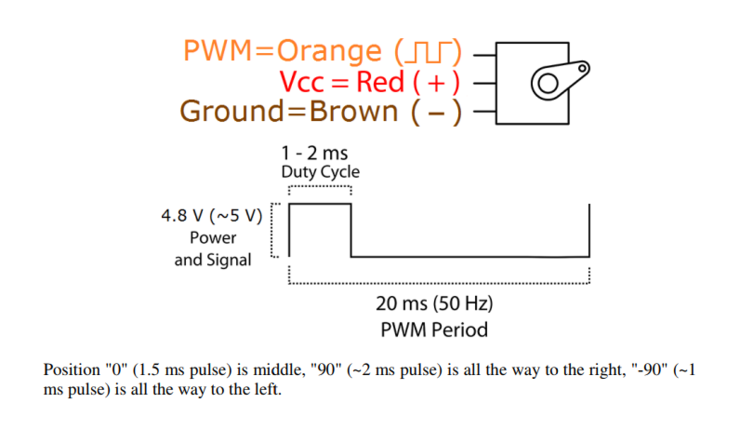 PWM=Orange (⎍⎍)
Vcc = Red ( + )
Ground=Brown ( − )
1 - 2 ms
Duty Cycle
4.8 V (~5 V)
Power
and Signal
20 ms (50 Hz)
PWM Period
Position "0" (1.5 ms pulse) is middle, "90" (~2 ms pulse) is all the way to the right, "-90" (~1
ms pulse) is all the way to the left.